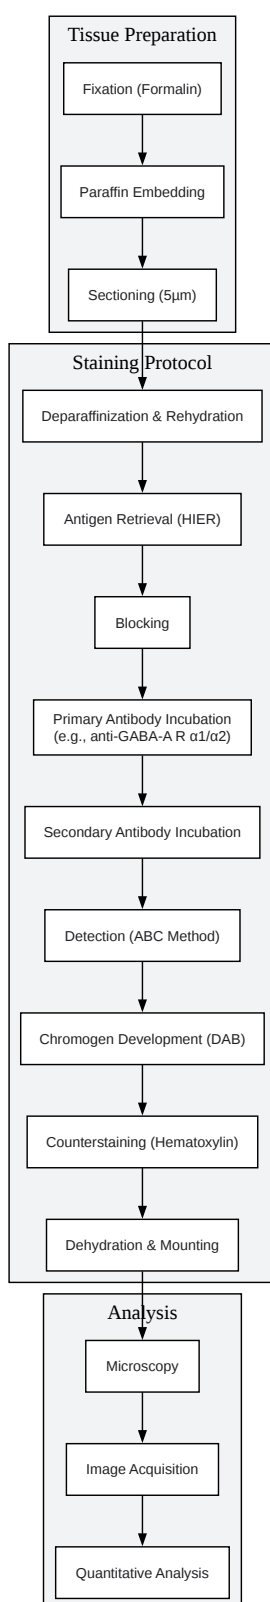 Tissue Preparation
Fixation (Formalin)
Paraffin Embedding
Sectioning (5µm)
Staining Protocol
Deparaffinization & Rehydration
Antigen Retrieval (HIER)
Blocking
Primary Antibody Incubation
(e.g., anti-GABA-A R α1/α2)
Secondary Antibody Incubation
Detection (ABC Method)
Chromogen Development (DAB)
Counterstaining (Hematoxylin)
Dehydration & Mounting
Analysis
Microscopy
Image Acquisition
Quantitative Analysis